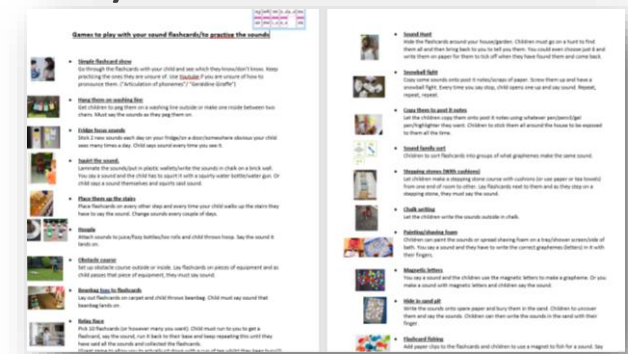 Games to play with your sound flashcards/to practise the sounds
Simple flashcard show
Go through the flashcards with your child and see which they know/don't know. Keep
practising the ones they are unsure of. Use Youtube if you are unsure of how to
pronounce them. ("Articulation of phonemes"/ "Geraldine Giraffe")
Hang them on washing line
Get children to peg them on a washing line outside or make one inside between two
chairs. Must say the sounds as they peg them on.
Fridge focus sounds
Stick 2 new sounds each day on your fridge/on a door/somewhere obvious your child
sees many times a day. Child says sound every time you see it.
Squirt the sound.
Laminate the sounds/put in plastic wallets/write the sounds in chalk on a brick wall.
You say a sound and the child has to squirt it with a squirty water bottle/water gun. Or
child says a sound themselves and squirts said sound.
Place them up the stairs
Place flashcards on every other step and every time your child walks up the stairs they
have to say the sound. Change sounds every couple of days.
Hoopla
Attach sounds to juice/fizzy bottles/loo rolls and child throws hoop. Say the sound it
lands on.
Obstacle course
Set up obstacle course outside or inside. Lay flashcards on pieces of equipment and as
child passes that piece of equipment, they must say sound.
Beanbag toss to flashcards
Lay out flashcards on carpet and child throws beanbag. Child must say sound that
beanbag lands on.
Relay Race
Pick 10 flashcards (or however many you want). Child must run to you to get a
flashcard, say the sound, run it back to their base and keep repeating this until they
have said all the sounds and collected the flashcards.
Sound Hunt
Hide the flashcards around your house/garden. Children must go on a hunt to find
them all and bring them back to you to tell you them. You could even choose just 6 and
write them on paper for them to tick off when they have found them and come back.
Snowball fight
Copy some sounds onto post it notes/scraps of paper. Screw them up and have a
snowball fight. Every time you say stop, child opens one up and say sound. Repeat,
repeat, repeat.
Copy them to post it notes
Let the children copy them onto post it notes using whatever pen/pencil/gel
pen/highlighter they want. Children to stick them all around the house to be exposed
to them all the time.
Sound family sort
Children to sort flashcards into groups of what graphemes make the same sound.
Stepping stones (With cushions)
Let children make a stepping stone course with cushions (or use paper or tea towels)
from one end of room to other. Lay flashcards next to them and as they step on a
stepping stone, they must say the sound.
Chalk writing
Let the children write the sounds outside in chalk.
Painting/shaving foam
Children can paint the sounds or spread shaving foam on a tray/shower screen/side of
bath. You say a sound and they have to write the correct graphemes (letters) in it with
their fingers.
Magnetic letters
You say a sound and the children use the magnetic letters to make a grapheme. Or you
make a sound with magnetic letters and children say the sound.
Hide in sand pit
Write the sounds onto spare paper and bury them in the sand. Children to uncover
them and say the sounds. Children can then write the sounds in the sand with their
finger
Flashcard fishing
Add paper clips to the flashcards and children to use a magnet to fish for a sound. Say